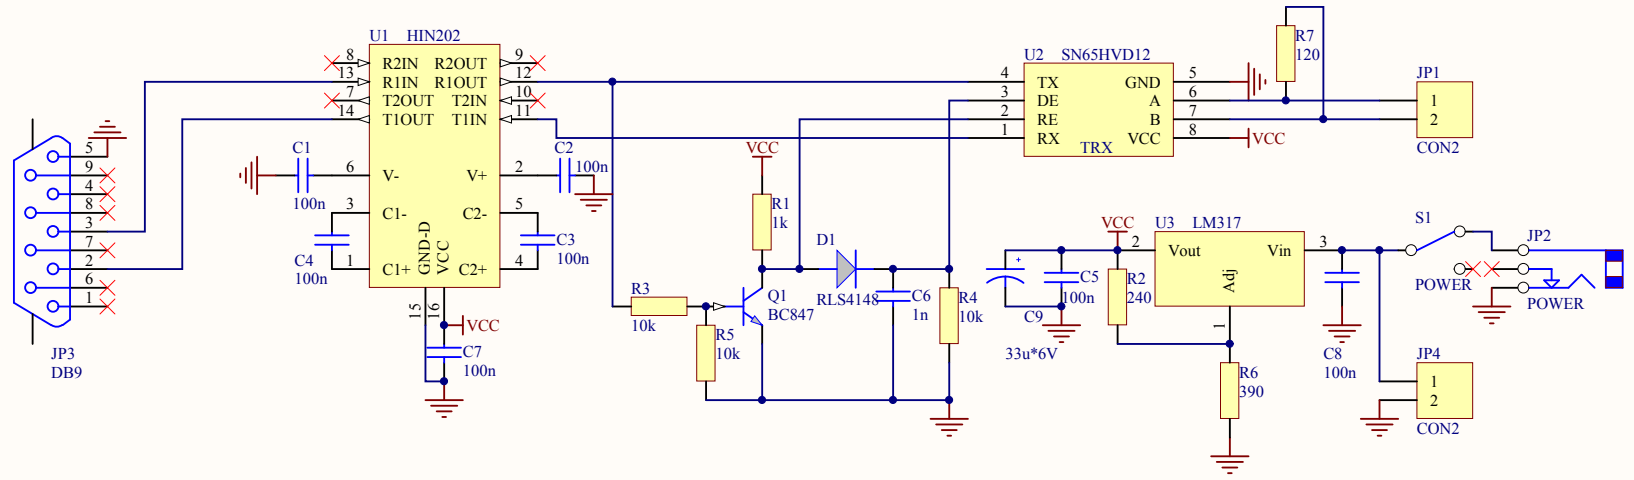 U1 HIN202
8 R2IN R2OUT 9
13 R1IN R1OUT 12
7 T2OUT T2IN 10
14 T1OUT T1IN 11
6 V- V+ 2
3 C1- C2- 5
1 C1+ C2+ 4
GND-D
VCC
15
16
VCC
C7
100n
C1
100n
C4
100n
C2
100n
C3
100n
5
9
4
8
3
7
2
6
1
JP3
DB9
U2 SN65HVD12
4 TX GND 5
3 DE A 6
2 RE B 7
1 RX VCC 8
TRX
VCC
R7
120
JP1
1
2
CON2
VCC
R1
1k
D1
RLS4148
Q1
BC847
R3
10k
R5
10k
C6
1n
R4
10k
+
C9
33u*6V
C5
100n
VCC
R2
240
U3 LM317
2 Vout Vin 3
Adj
1
R6
390
C8
100n
S1
POWER
JP2
POWER
JP4
1
2
CON2